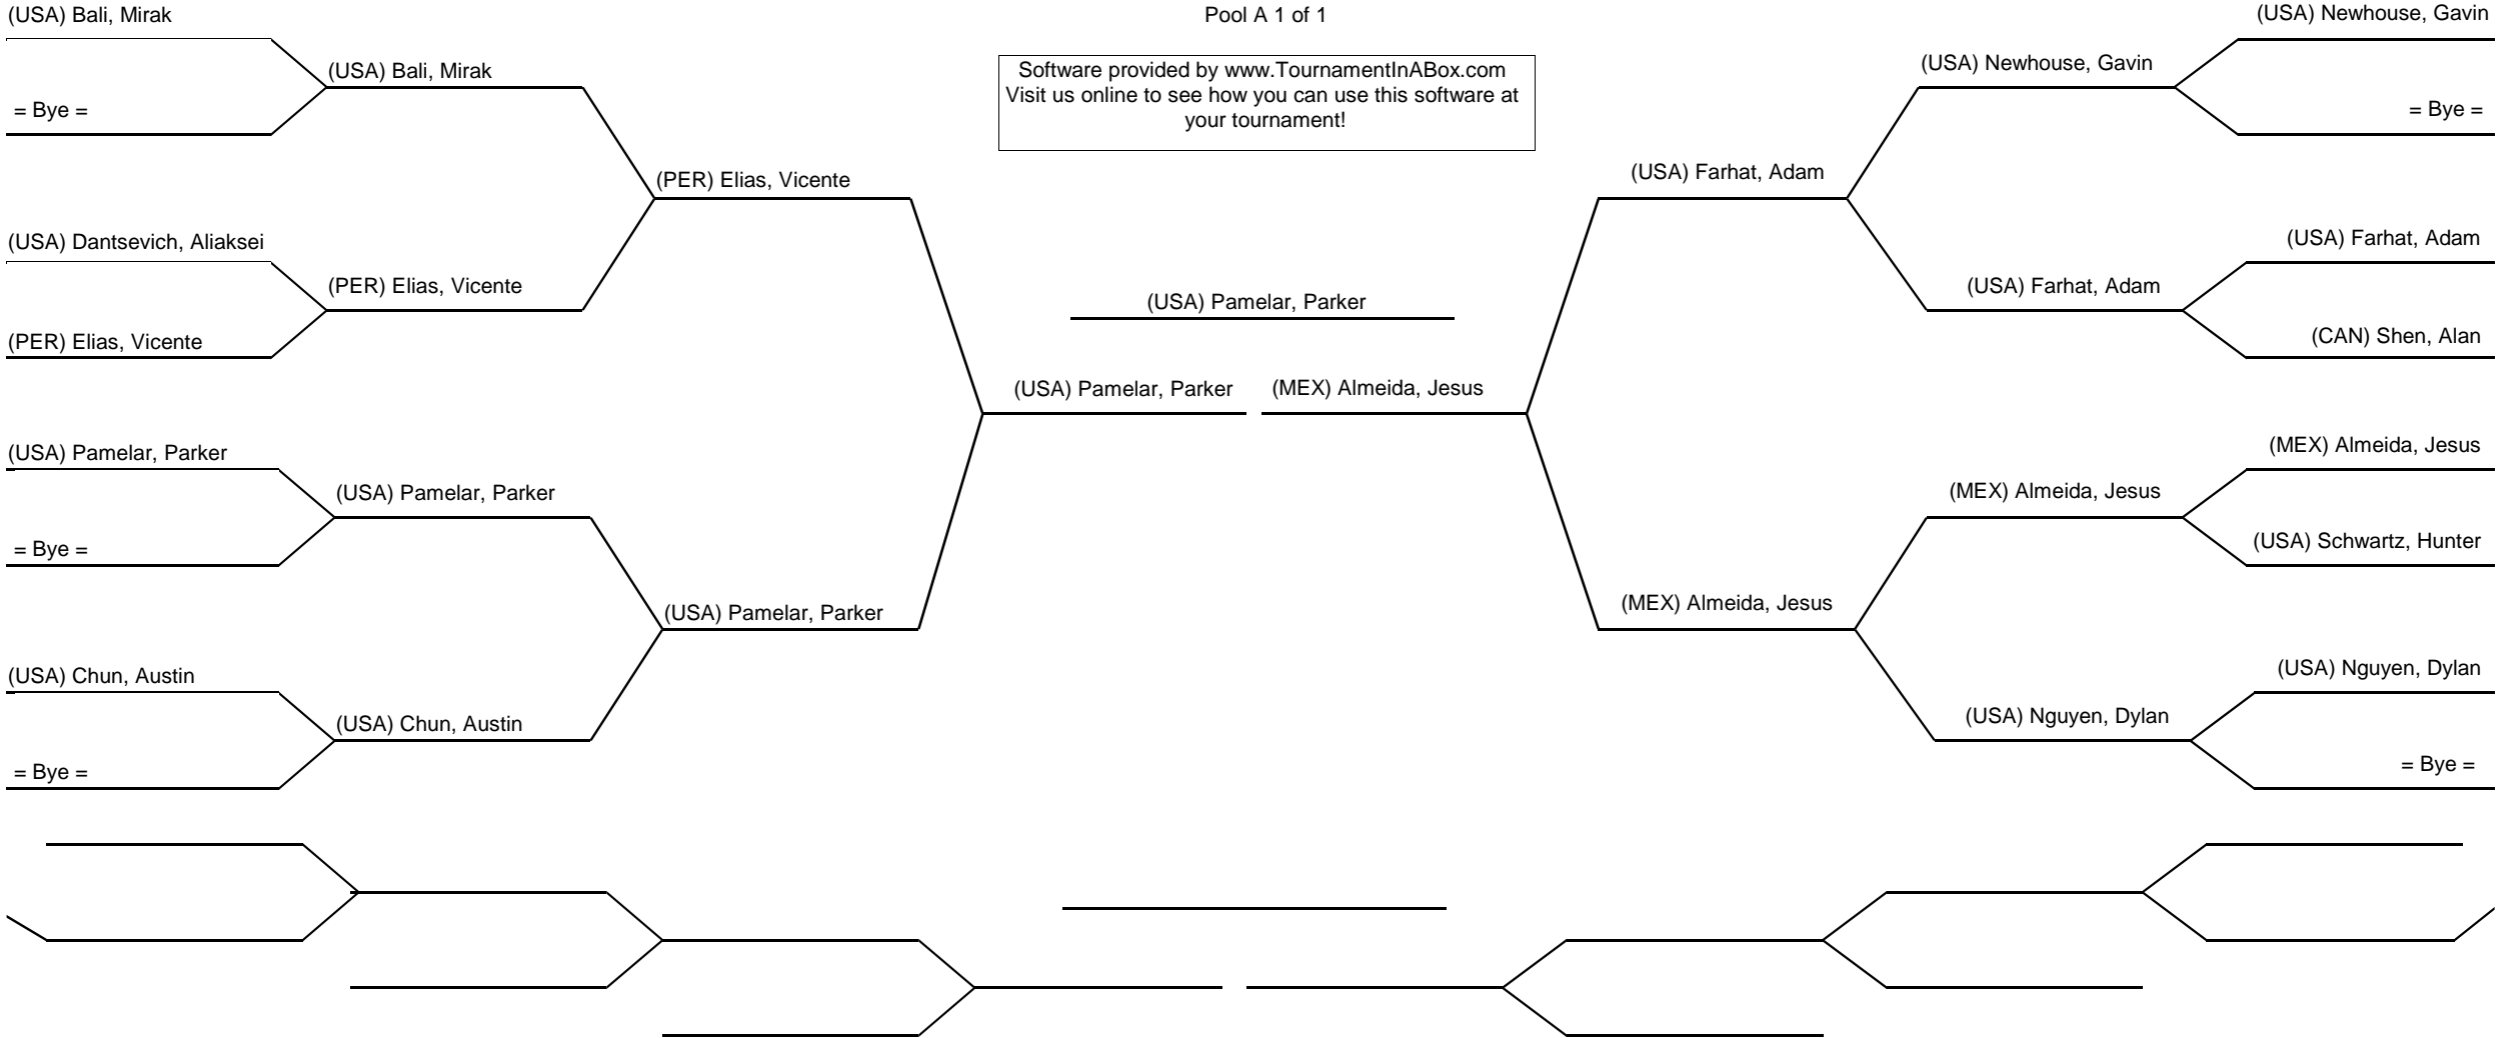 Pool A 1 of 1
Software provided by www.TournamentInABox.com
Visit us online to see how you can use this software at
your tournament!
(USA) Bali, Mirak
= Bye =
(USA) Dantsevich, Aliaksei
(PER) Elias, Vicente
(USA) Pamelar, Parker
= Bye =
(USA) Chun, Austin
= Bye =
(USA) Bali, Mirak
(PER) Elias, Vicente
(USA) Pamelar, Parker
(USA) Chun, Austin
(PER) Elias, Vicente
(USA) Pamelar, Parker
(USA) Pamelar, Parker
(USA) Pamelar, Parker
(MEX) Almeida, Jesus
(USA) Farhat, Adam
(MEX) Almeida, Jesus
(USA) Newhouse, Gavin
(USA) Farhat, Adam
(MEX) Almeida, Jesus
(USA) Nguyen, Dylan
(USA) Newhouse, Gavin
= Bye =
(USA) Farhat, Adam
(CAN) Shen, Alan
(MEX) Almeida, Jesus
(USA) Schwartz, Hunter
(USA) Nguyen, Dylan
= Bye =